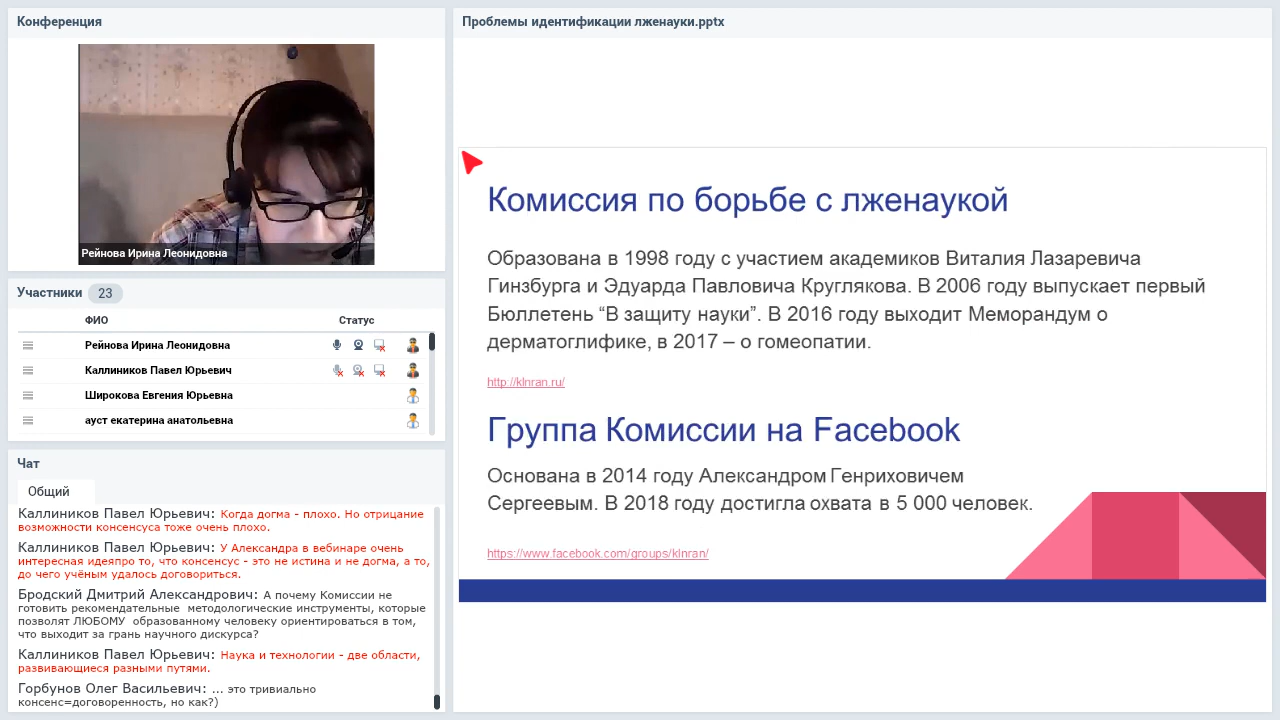 Конференция
Рейнова Ирина Леонидовна
Участники 23
ФИО Статус
Рейнова Ирина Леонидовна
Каллиников Павел Юрьевич
Широкова Евгения Юрьевна
ауст екатерина анатольевна
Чат
Общий
Каллиников Павел Юрьевич: Когда догма - плохо. Но отрицание
возможности консенсуса тоже очень плохо.
Каллиников Павел Юрьевич: У Александра в вебинаре очень
интересная идеяпро то, что консенсус - это не истина и не догма, а то,
до чего учёным удалось договориться.
Бродский Дмитрий Александрович: А почему Комиссии не
готовить рекомендательные методологические инструменты, которые
позволят ЛЮБОМУ образованному человеку ориентироваться в том,
что выходит за грань научного дискурса?
Каллиников Павел Юрьевич: Наука и технологии - две области,
развивающиеся разными путями.
Горбунов Олег Васильевич: ... это тривиально
консенс=договоренность, но как?)
Проблемы идентификации лженауки.pptx
Комиссия по борьбе с лженаукой
Образована в 1998 году с участием академиков Виталия Лазаревича
Гинзбурга и Эдуарда Павловича Круглякова. В 2006 году выпускает первый
Бюллетень “В защиту науки”. В 2016 году выходит Меморандум о
дерматоглифике, в 2017 – о гомеопатии.
http://klnran.ru/
Группа Комиссии на Facebook
Основана в 2014 году Александром Генриховичем
Сергеевым. В 2018 году достигла охвата в 5 000 человек.
https://www.facebook.com/groups/klnran/